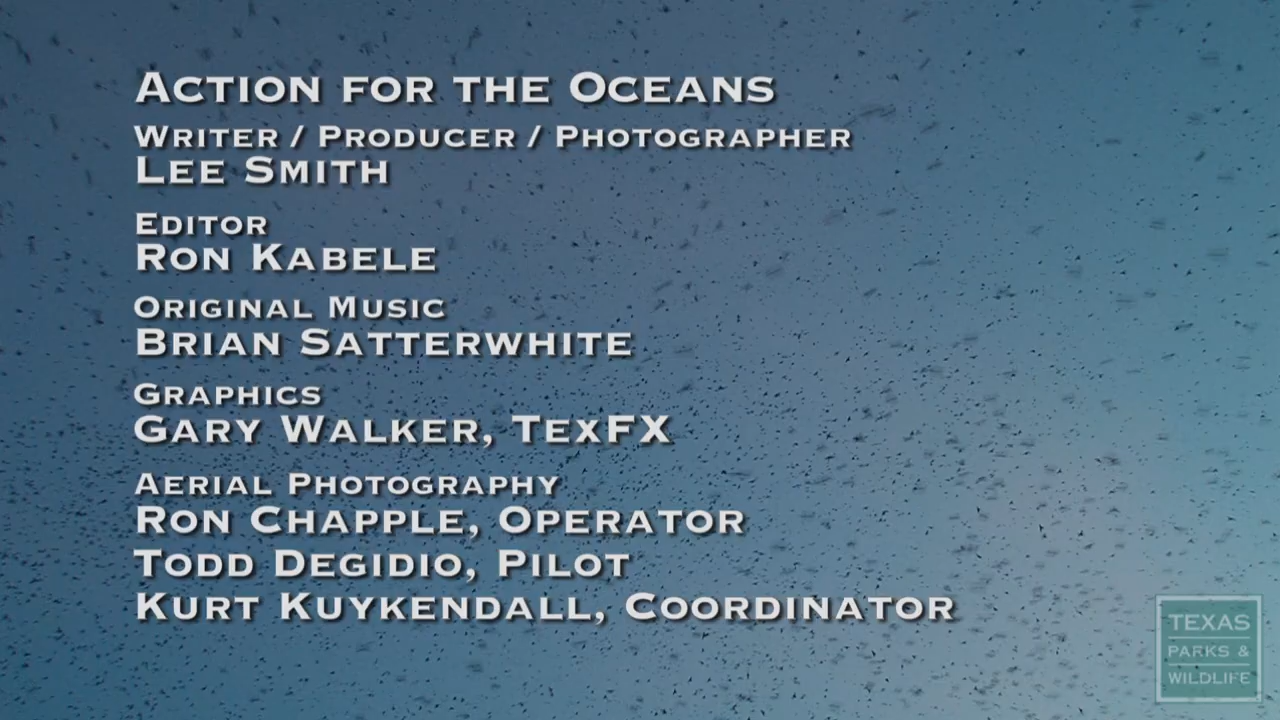 Action for the Oceans
Writer / Producer / Photographer
Lee Smith
Editor
Ron Kabele
Original Music
Brian Satterwhite
Graphics
Gary Walker, TexFX
Aerial Photography
Ron Chapple, Operator
Todd Degidio, Pilot
Kurt Kuykendall, Coordinator
TEXAS
PARKS &
WILDLIFE